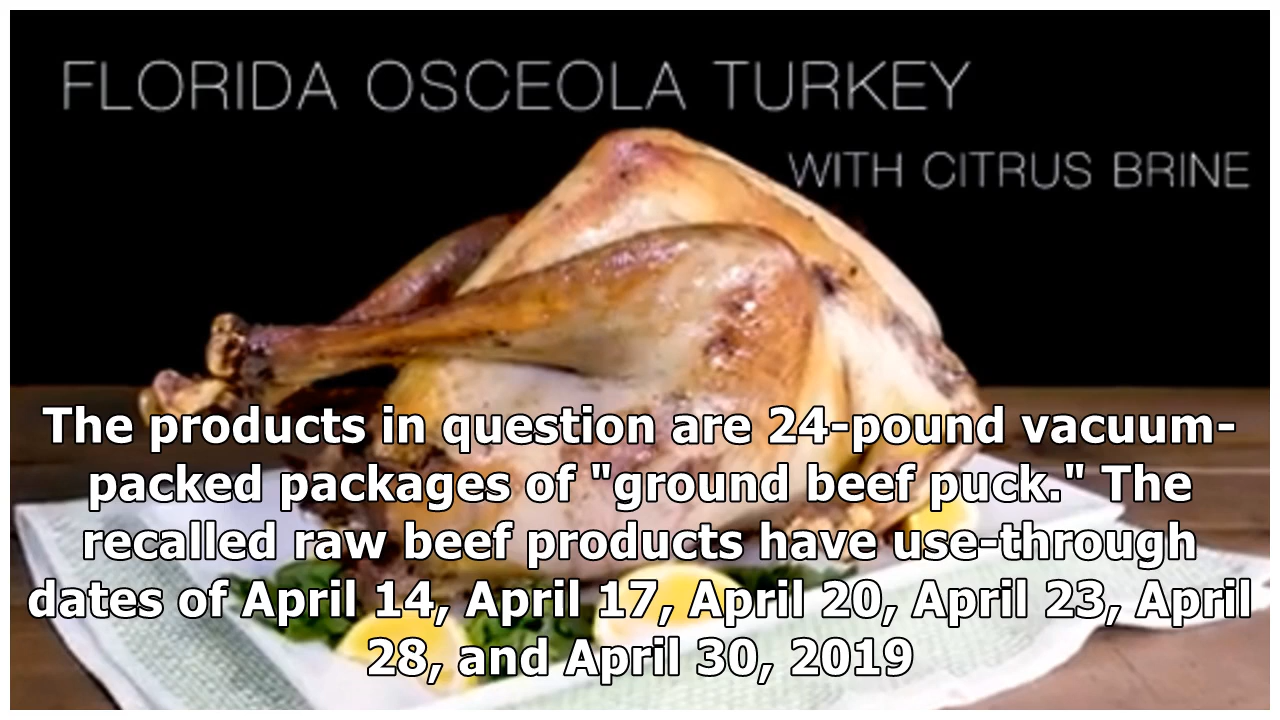 FLORIDA OSCEOLA TURKEY
WITH CITRUS BRINE
The products in question are 24-pound vacuum-
packed packages of "ground beef puck." The
recalled raw beef products have use-through
dates of April 14, April 17, April 20, April 23, April
28, and April 30, 2019